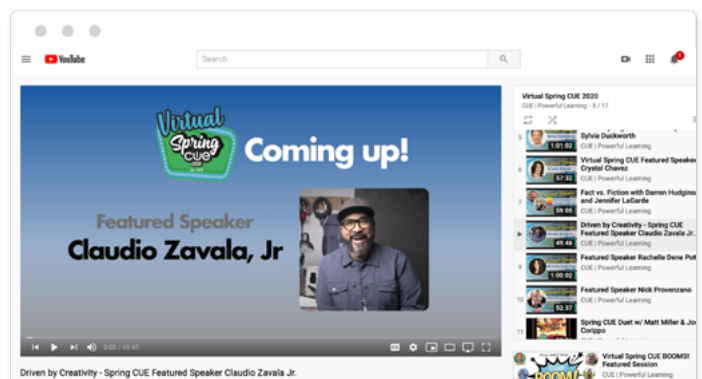 YouTube
Search
Virtual
Spring
CUE
2020
Coming up!
Featured Speaker
Claudio Zavala, Jr
0:00 / 49:45
Driven by Creativity - Spring CUE Featured Speaker Claudio Zavala Jr.
Virtual Spring CUE 2020
CUE | Powerful Learning - 8 / 17
5
1:01:02
Sylvia Duckworth
CUE | Powerful Learning
6
57:32
Virtual Spring CUE Featured Speaker
Crystal Chavez
CUE | Powerful Learning
7
59:05
Fact vs. Fiction with Darren Hudgins
and Jennifer LaGarde
CUE | Powerful Learning
49:46
Driven by Creativity - Spring CUE
Featured Speaker Claudio Zavala Jr.
CUE | Powerful Learning
9
1:00:02
Featured Speaker Rachelle Dene
CUE | Powerful Learning
10
52:37
Featured Speaker Nick Provenzano
CUE | Powerful Learning
11
Spring CUE Duet w/ Matt Miller &
Corippo
BOOM!
Virtual Spring CUE BOOMS!
Featured Session
CUE | Powerful Learning